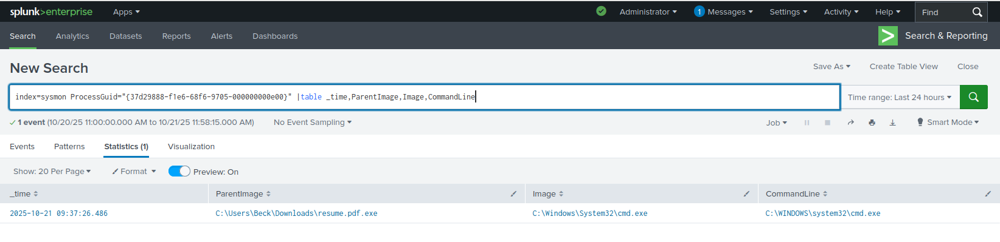 splunk>enterprise Apps Administrator 1 Messages Settings Activity Help Find
Search Analytics Datasets Reports Alerts Dashboards > Search & Reporting
New Search Save As Create Table View Close
index=sysmon ProcessGuid="{37d29888-f1e6-68f6-9705-000000000e00}" |table _time,ParentImage,Image,CommandLine Time range: Last 24 hours
1 event (10/20/25 11:00:00.000 AM to 10/21/25 11:58:15.000 AM) No Event Sampling Job Smart Mode
Events Patterns Statistics (1) Visualization
Show: 20 Per Page Format Preview: On
_time ParentImage Image CommandLine
2025-10-21 09:37:26.486 C:\Users\Beck\Downloads\resume.pdf.exe C:\Windows\System32\cmd.exe C:\WINDOWS\system32\cmd.exe